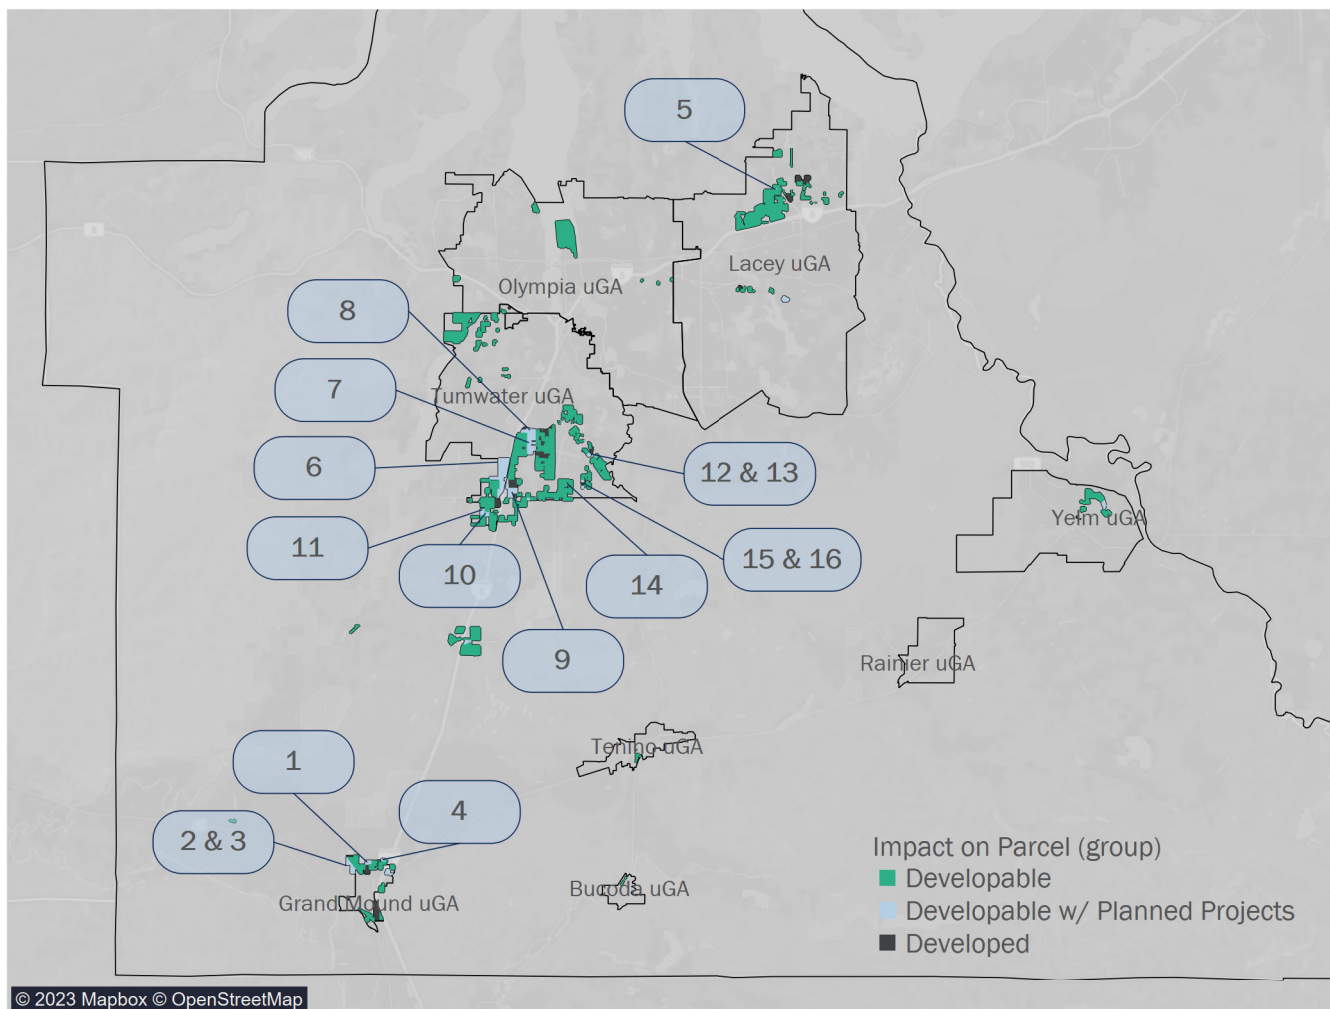 5
Lacey uGA
Olympia uGA
8
7
Tumwater uGA
6
12 & 13
11
10
14
15 & 16
Yelm uGA
9
Rainier uGA
Tenino uGA
1
4
2 & 3
Grand Mound uGA
Bucoda uGA
Impact on Parcel (group)
Developable
Developable w/ Planned Projects
Developed
© 2023 Mapbox © OpenStreetMap